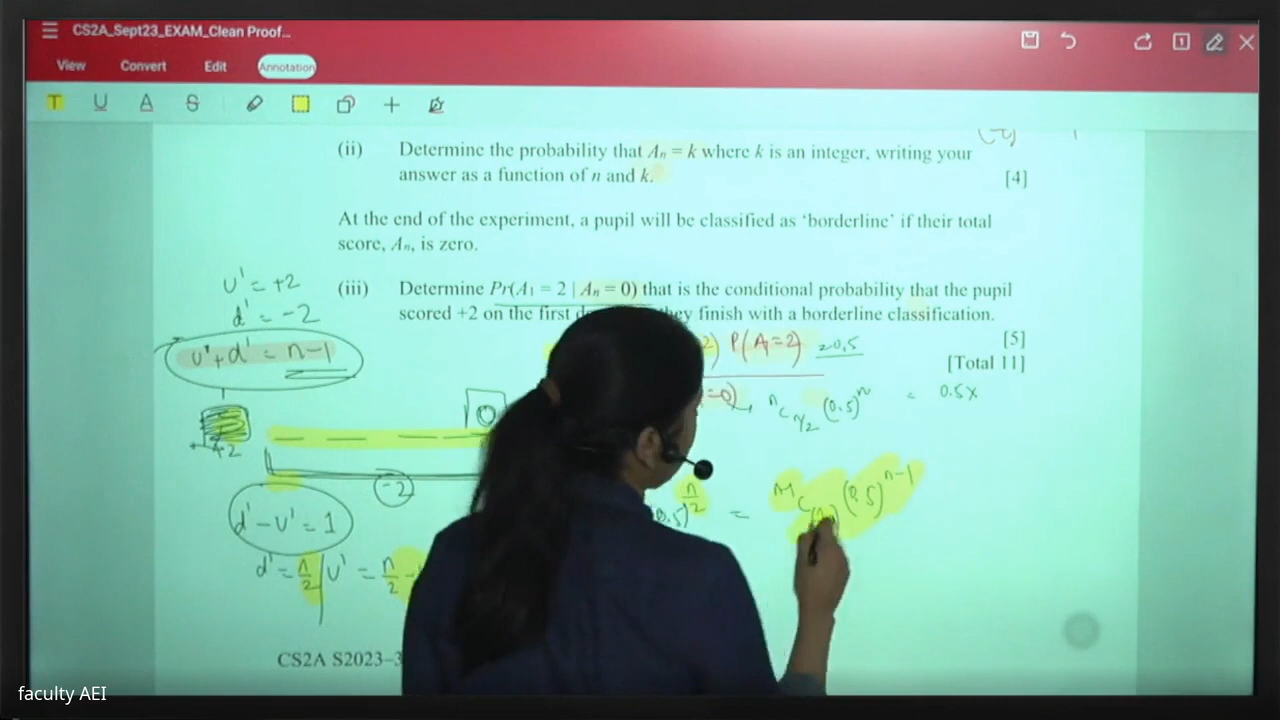 CS2A_Sept23_EXAM_Clean Proof...
View Convert Edit Annotation
T U A S
(ii) Determine the probability that Aₙ = k where k is an integer, writing your
answer as a function of n and k.
[4]
At the end of the experiment, a pupil will be classified as ‘borderline’ if their total
score, Aₙ, is zero.
(iii) Determine Pr(A₁ = 2 | Aₙ = 0) that is the conditional probability that the pupil
scored +2 on the first they finish with a borderline classification.
[5]
[Total 11]
u' = +2
d' = -2
u'+d' = n-1
P(A₁=2) 0.5
=0) ⁿC n/2 (0.5)ⁿ = 0.5x
+2
-2
d'-u' = 1
d' = n/2 | u' = n/2
0.5) n/2 = n-1 C (0.5)ⁿ⁻¹
CS2A S2023–3
faculty AEI